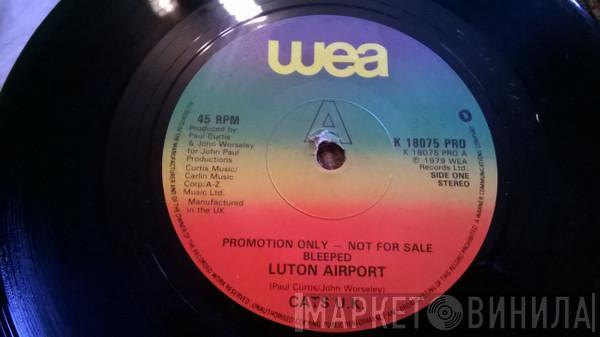 wea
45 RPM
A
Produced by
Paul Curtis
& John Worseley
for John Paul
Productions
Curtis Music/
Carlin Music
Corp/A-Z
Music Ltd.
Manufactured
in the UK
K 18075 PRO
K 18075 PRO A
℗ © 1979 WEA
Records Ltd.
SIDE ONE
STEREO
PROMOTION ONLY – NOT FOR SALE
BLEEPED
LUTON AIRPORT
(Paul Curtis/John Worseley)
CATS U.K.
МАРКЕТ ВИНИЛА